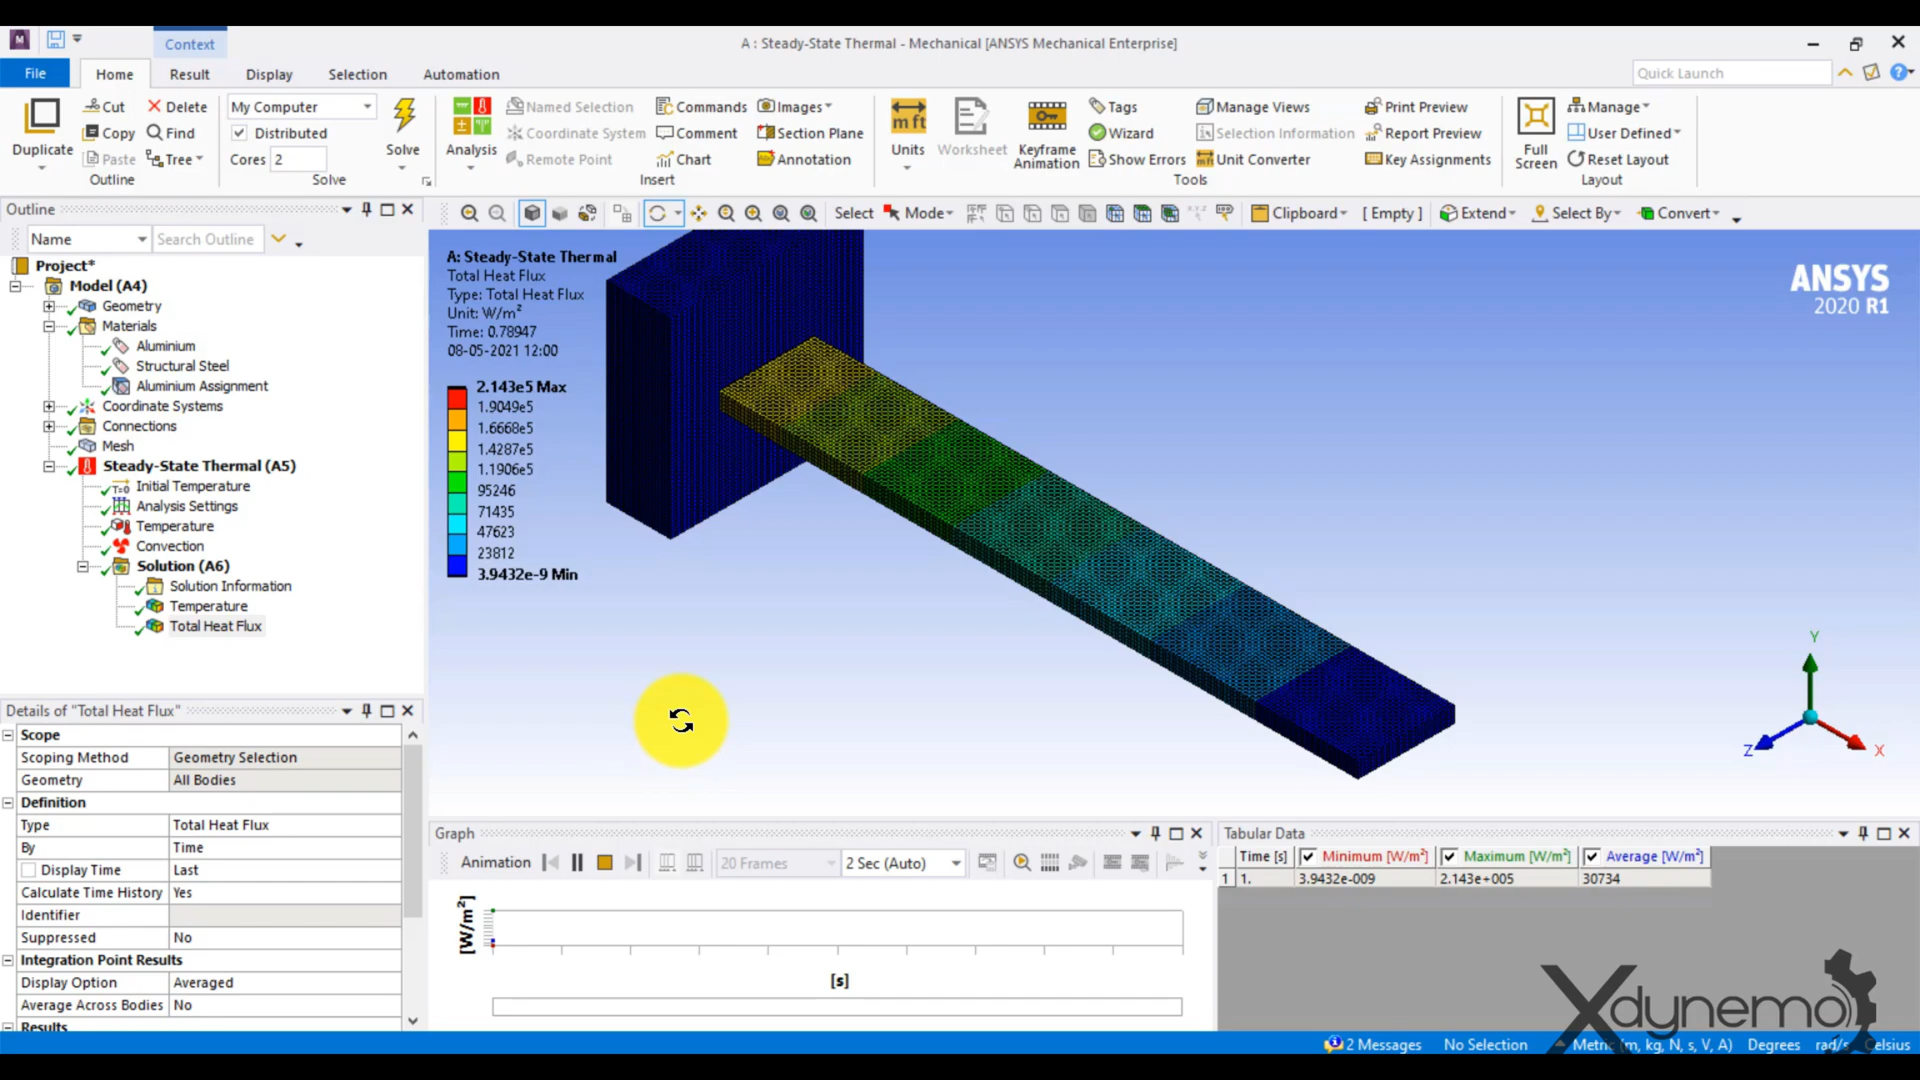 Context
A : Steady-State Thermal - Mechanical [ANSYS Mechanical Enterprise]
File Home Result Display Selection Automation
Quick Launch
Duplicate
Cut
Copy
Paste
Delete
Find
Tree
Outline
My Computer
Distributed
Cores 2
Solve
Solve
Analysis
Named Selection
Coordinate System
Remote Point
Commands
Comment
Chart
Images
Section Plane
Annotation
Insert
Units
Worksheet
Keyframe
Animation
Tags
Wizard
Show Errors
Manage Views
Selection Information
Unit Converter
Print Preview
Report Preview
Key Assignments
Tools
Full
Screen
Manage
User Defined
Reset Layout
Layout
Outline
Name
Search Outline
Select Mode Clipboard [ Empty ] Extend Select By Convert
Project*
Model (A4)
Geometry
Materials
Aluminium
Structural Steel
Aluminium Assignment
Coordinate Systems
Connections
Mesh
Steady-State Thermal (A5)
T=0 Initial Temperature
Analysis Settings
Temperature
Convection
Solution (A6)
Solution Information
Temperature
Total Heat Flux
A: Steady-State Thermal
Total Heat Flux
Type: Total Heat Flux
Unit: W/m²
Time: 0.78947
08-05-2021 12:00
2.143e5 Max
1.9049e5
1.6668e5
1.4287e5
1.1906e5
95246
71435
47623
23812
3.9432e-9 Min
ANSYS
2020 R1
Y
Z
X
Details of "Total Heat Flux"
Scope
Scoping Method Geometry Selection
Geometry All Bodies
Definition
Type Total Heat Flux
By Time
Display Time Last
Calculate Time History Yes
Identifier
Suppressed No
Integration Point Results
Display Option Averaged
Average Across Bodies No
Results
Graph
Animation 20 Frames 2 Sec (Auto)
[W/m²]
[s]
Tabular Data
Time [s] Minimum [W/m²] Maximum [W/m²] Average [W/m²]
1 1. 3.9432e-009 2.143e+005 30734
Xdynemo
2 Messages No Selection Metric (m, kg, N, s, V, A) Degrees rad/s Celsius